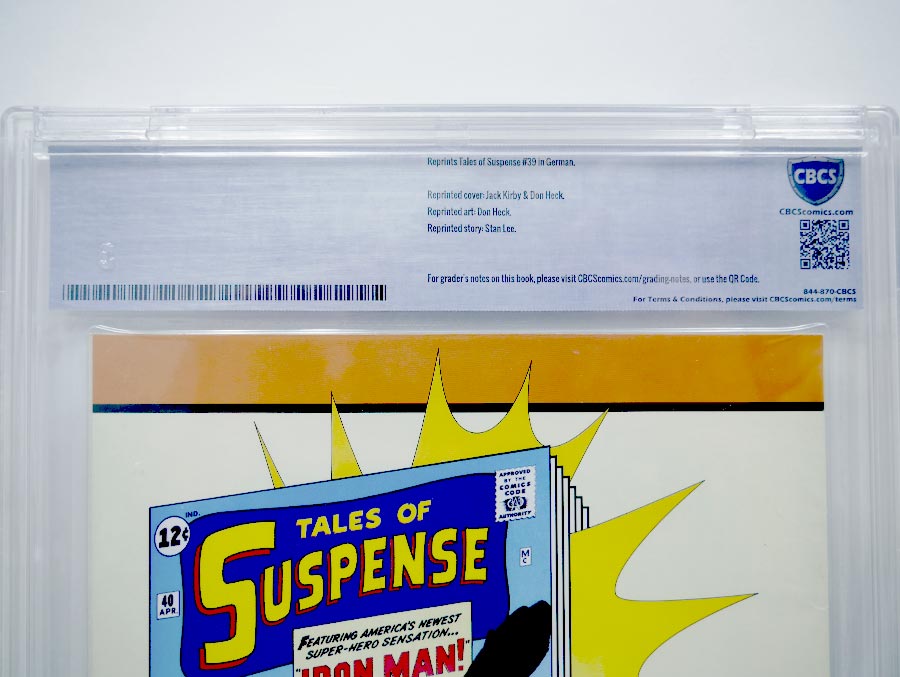 Reprints Tales of Suspense #39 in German.
Reprinted cover: Jack Kirby & Don Heck.
Reprinted art: Don Heck.
Reprinted story: Stan Lee.
For grader's notes on this book, please visit CBCScomics.com/grading-notes, or use the QR Code.
CBCS
CBCScomics.com
844-870-CBCS
For Terms & Conditions, please visit CBCScomics.com/terms
IND.
12¢
TALES OF
SUSPENSE
APPROVED
BY THE
COMICS
CODE
AUTHORITY
M
C
40
APR.
FEATURING AMERICA'S NEWEST
SUPER-HERO SENSATION...
"IRON MAN!"